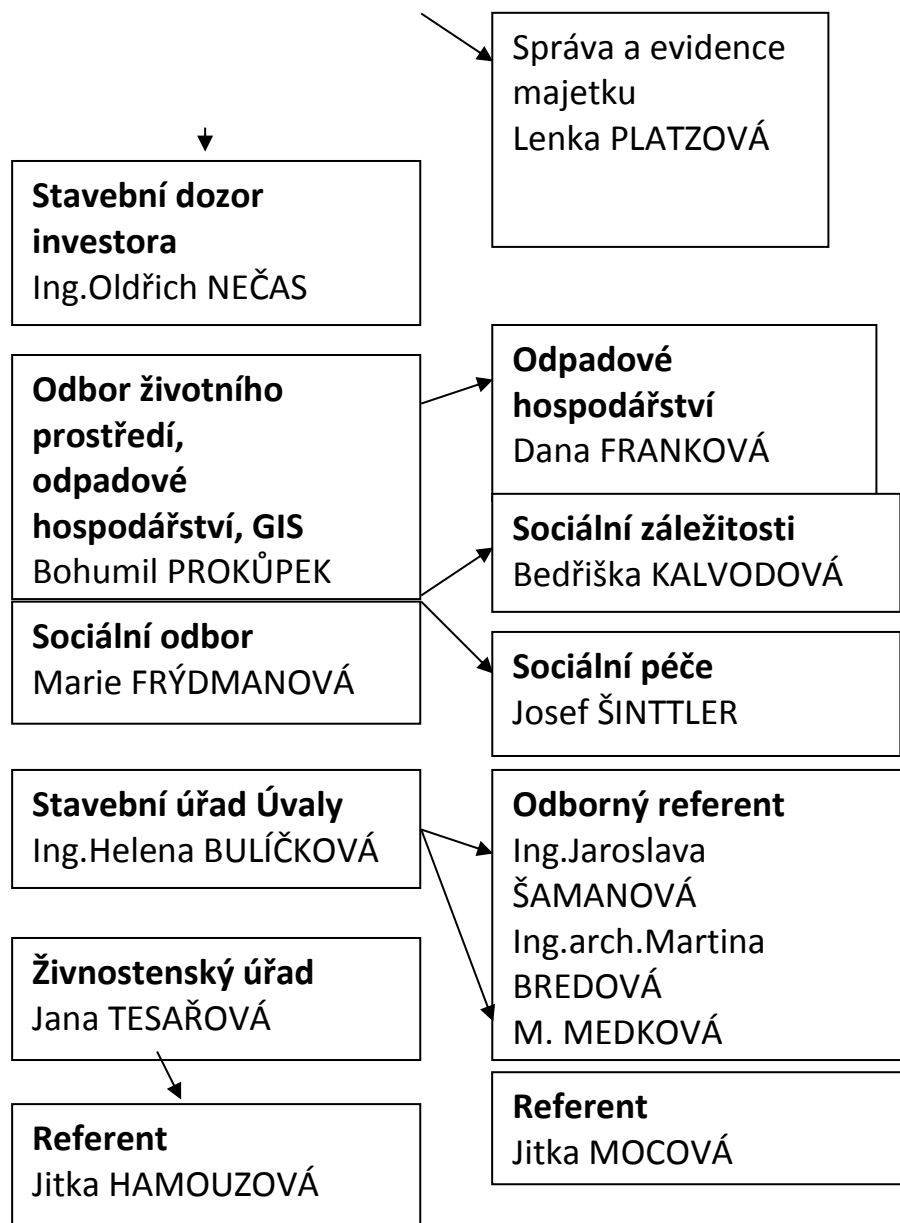 Správa a evidence
majetku
Lenka PLATZOVÁ
Stavební dozor
investora
Ing.Oldřich NEČAS
Odbor životního
prostředí,
odpadové
hospodářství, GIS
Bohumil PROKŮPEK
Odpadové
hospodářství
Dana FRANKOVÁ
Sociální záležitosti
Bedřiška KALVODOVÁ
Sociální odbor
Marie FRÝDMANOVÁ
Sociální péče
Josef ŠINTTLER
Stavební úřad Úvaly
Ing.Helena BULÍČKOVÁ
Odborný referent
Ing.Jaroslava
ŠAMANOVÁ
Ing.arch.Martina
BREDOVÁ
M. MEDKOVÁ
Živnostenský úřad
Jana TESAŘOVÁ
Referent
Jitka MOCOVÁ
Referent
Jitka HAMOUZOVÁ